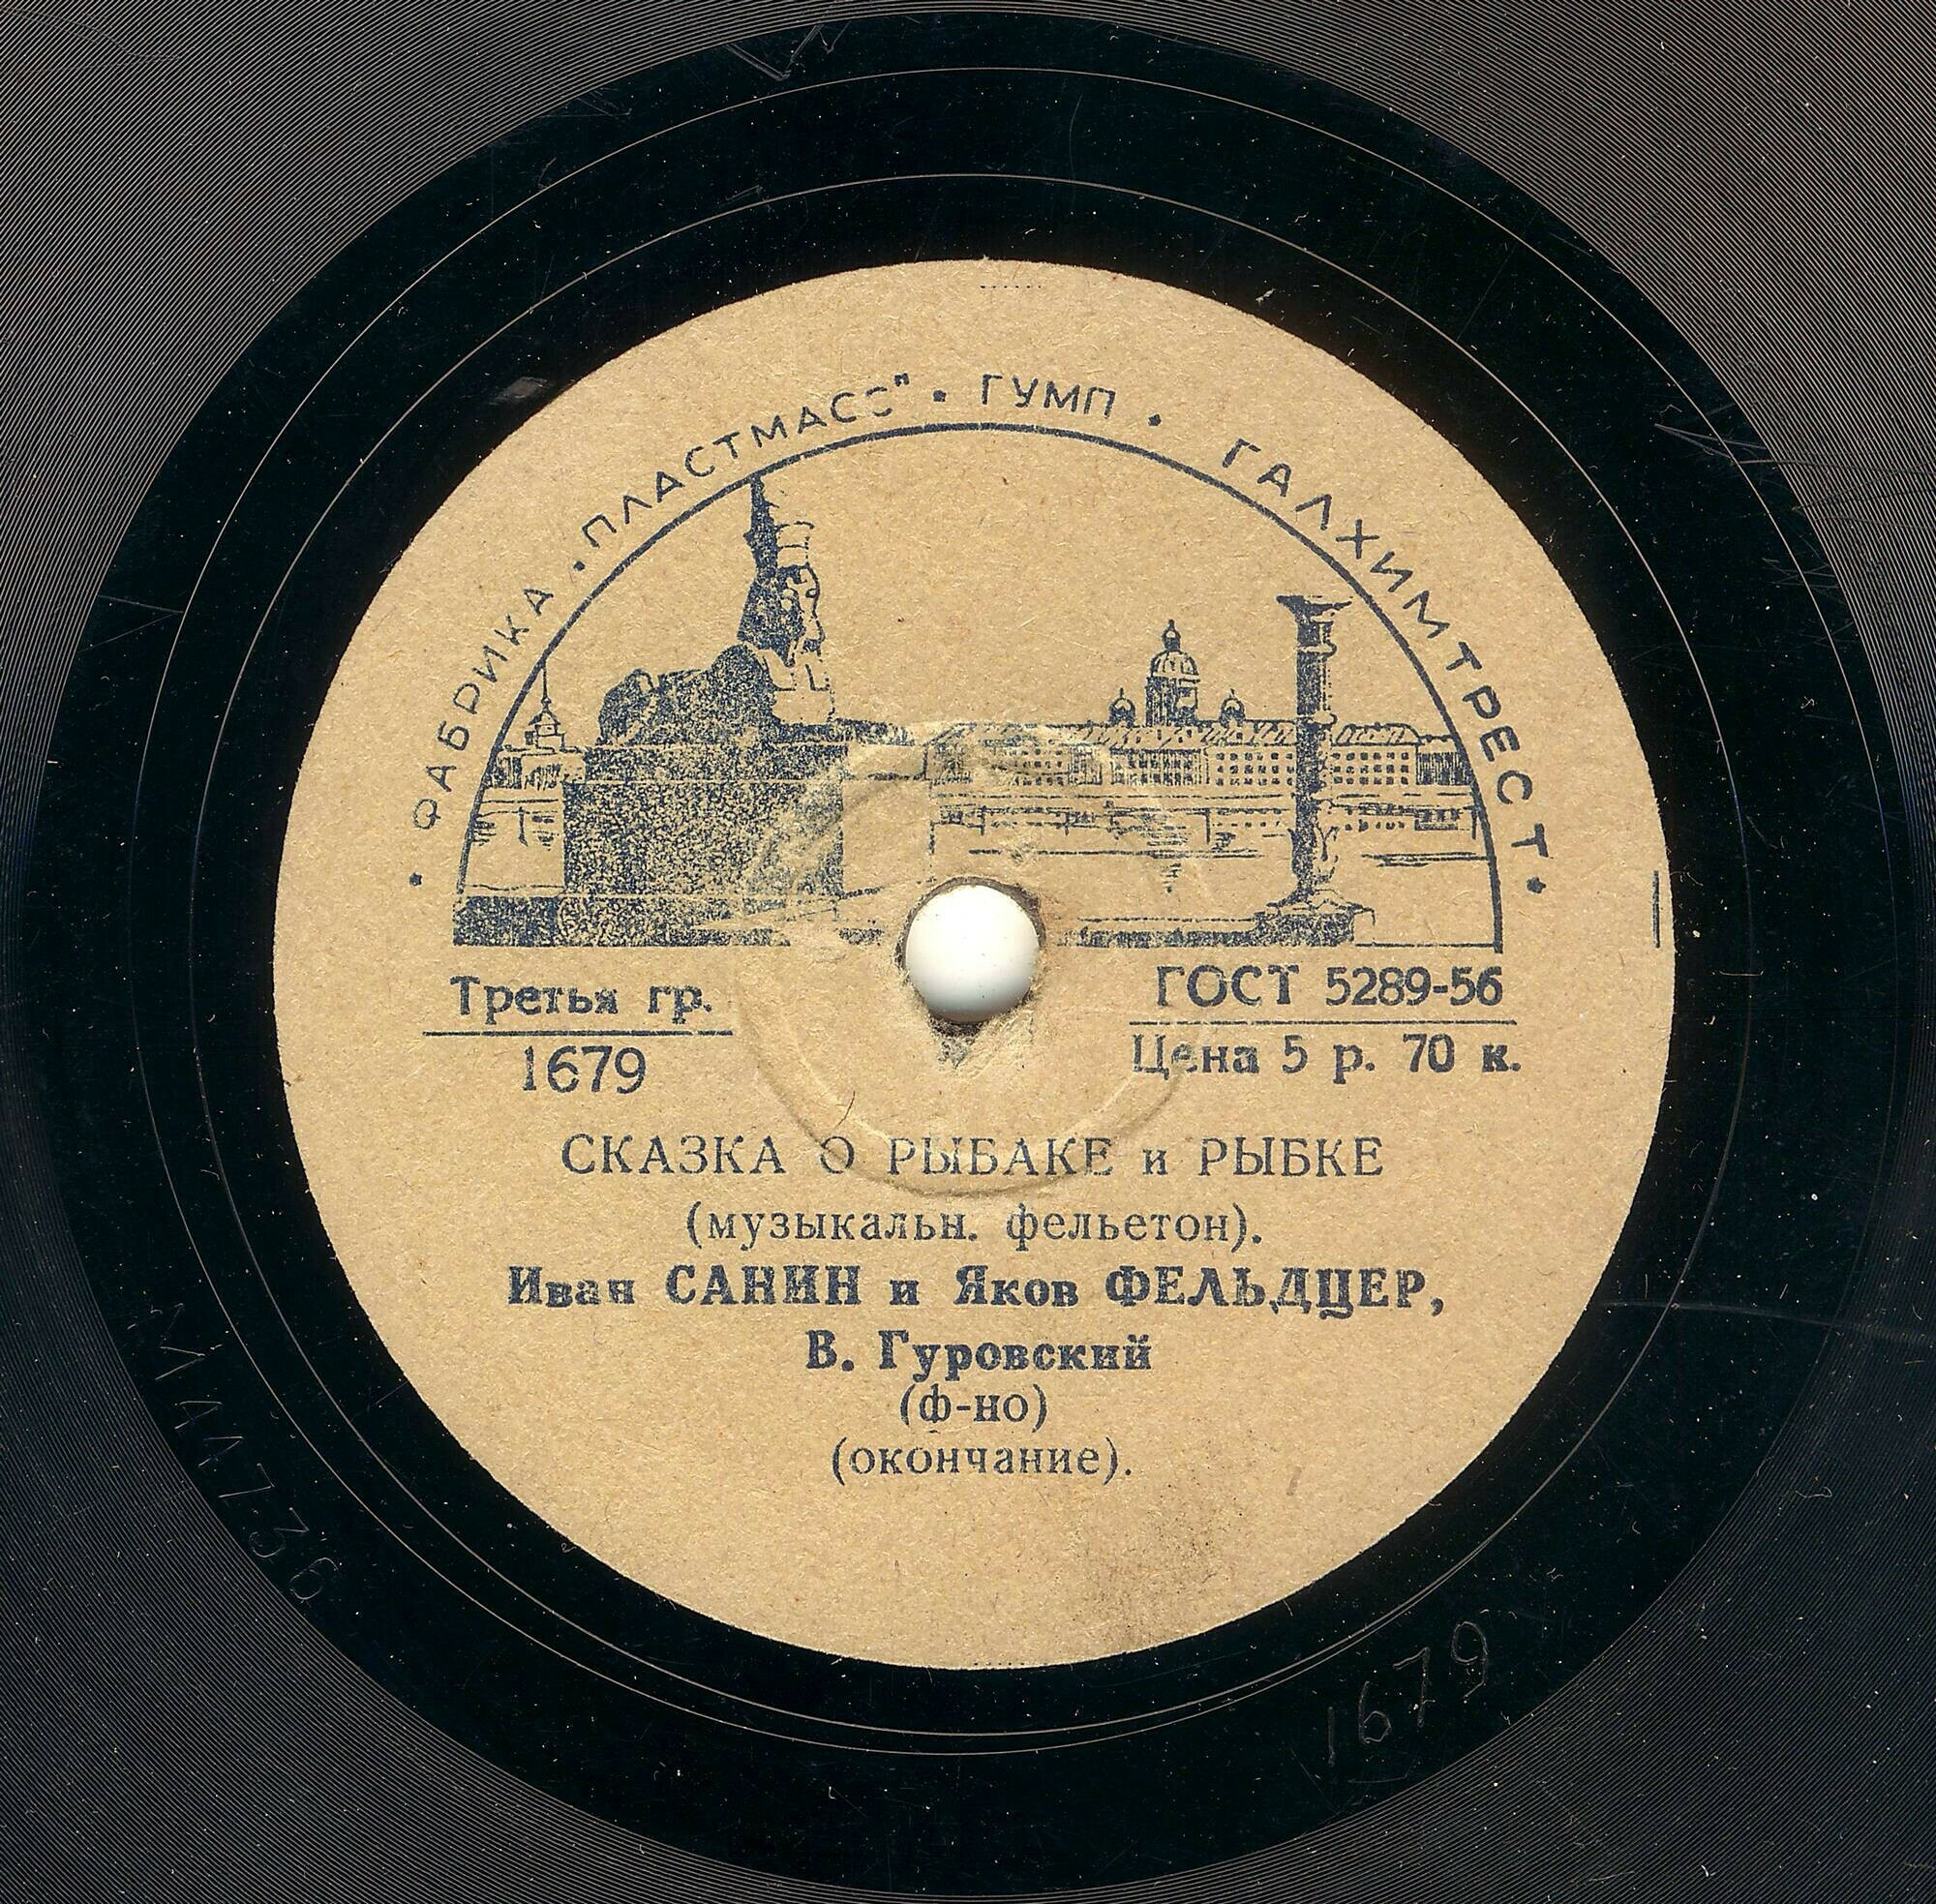 • ФАБРИКА „ПЛАСТМАСС" • ГУМП • ГАЛХИМТРЕСТ •
Третья гр.
1679
ГОСТ 5289-56
Цена 5 р. 70 к.
СКАЗКА О РЫБАКЕ и РЫБКЕ
(музыкальн. фельетон).
Иван САНИН и Яков ФЕЛЬДЦЕР,
В. Гуровский
(ф-но)
(окончание).
1679